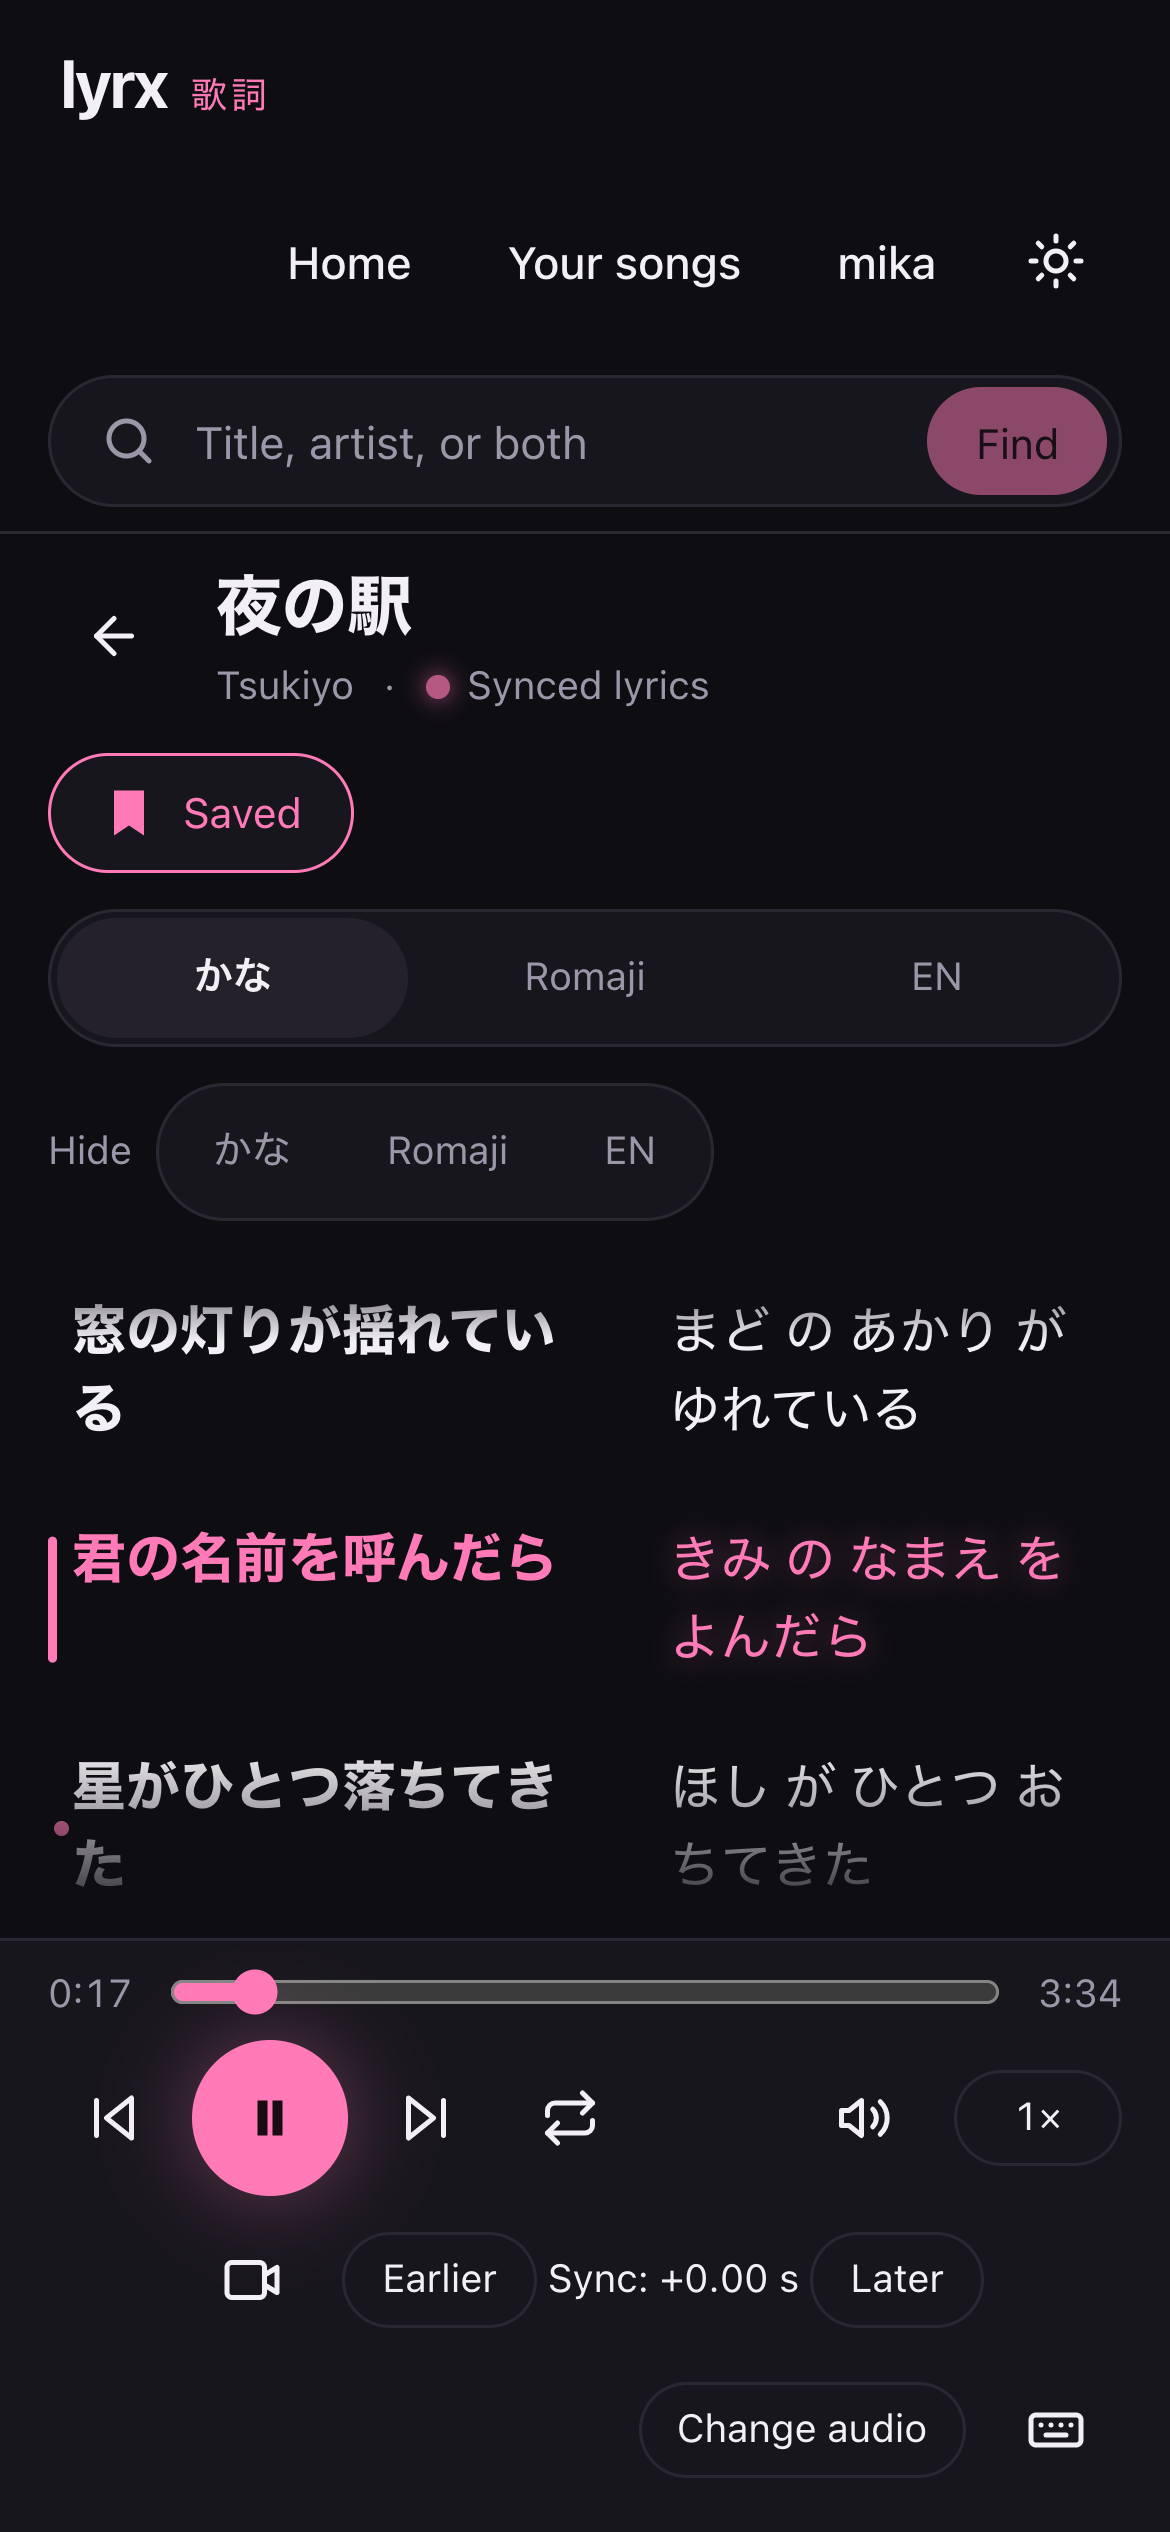 lyrx 歌詞
Home Your songs mika
Title, artist, or both Find
夜の駅
Tsukiyo · Synced lyrics
Saved
かな Romaji EN
Hide かな Romaji EN
窓の灯りが揺れてい
る
まど の あかり が
ゆれている
君の名前を呼んだら
きみ の なまえ を
よんだら
星がひとつ落ちてき
た
ほし が ひとつ お
ちてきた
0:17 3:34
1×
Earlier Sync: +0.00 s Later
Change audio